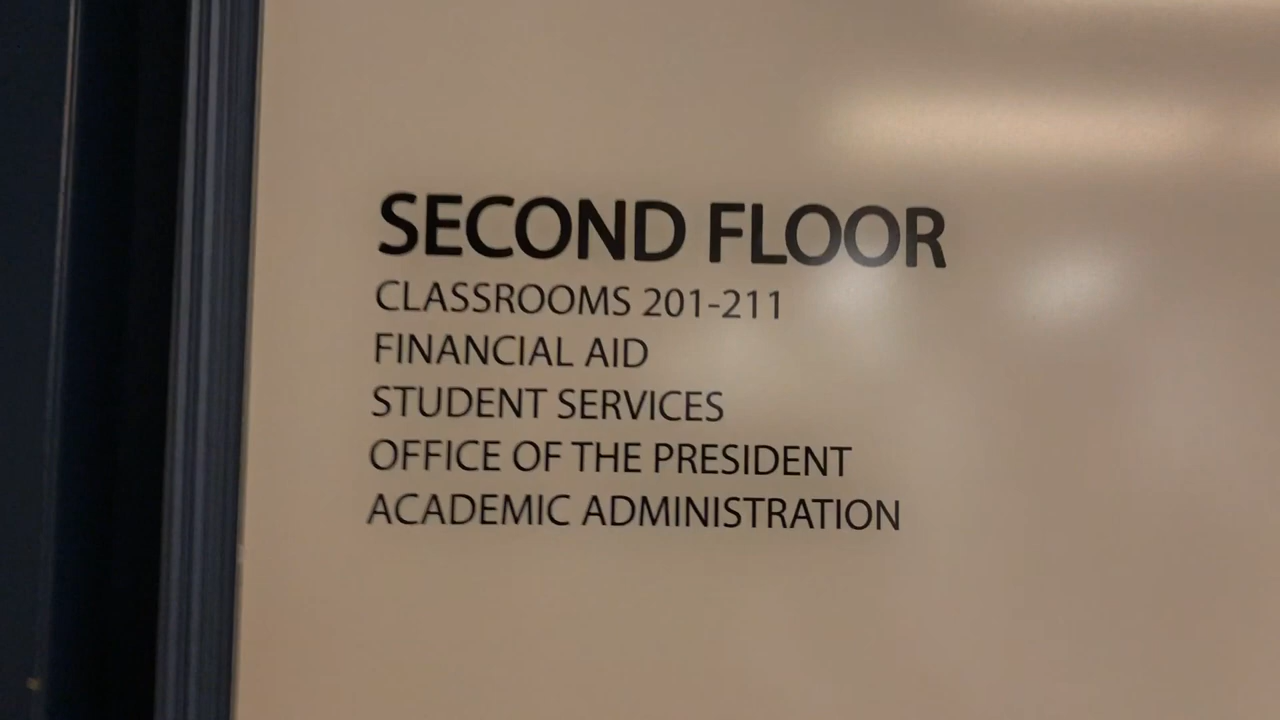 SECOND FLOOR
CLASSROOMS 201-211
FINANCIAL AID
STUDENT SERVICES
OFFICE OF THE PRESIDENT
ACADEMIC ADMINISTRATION